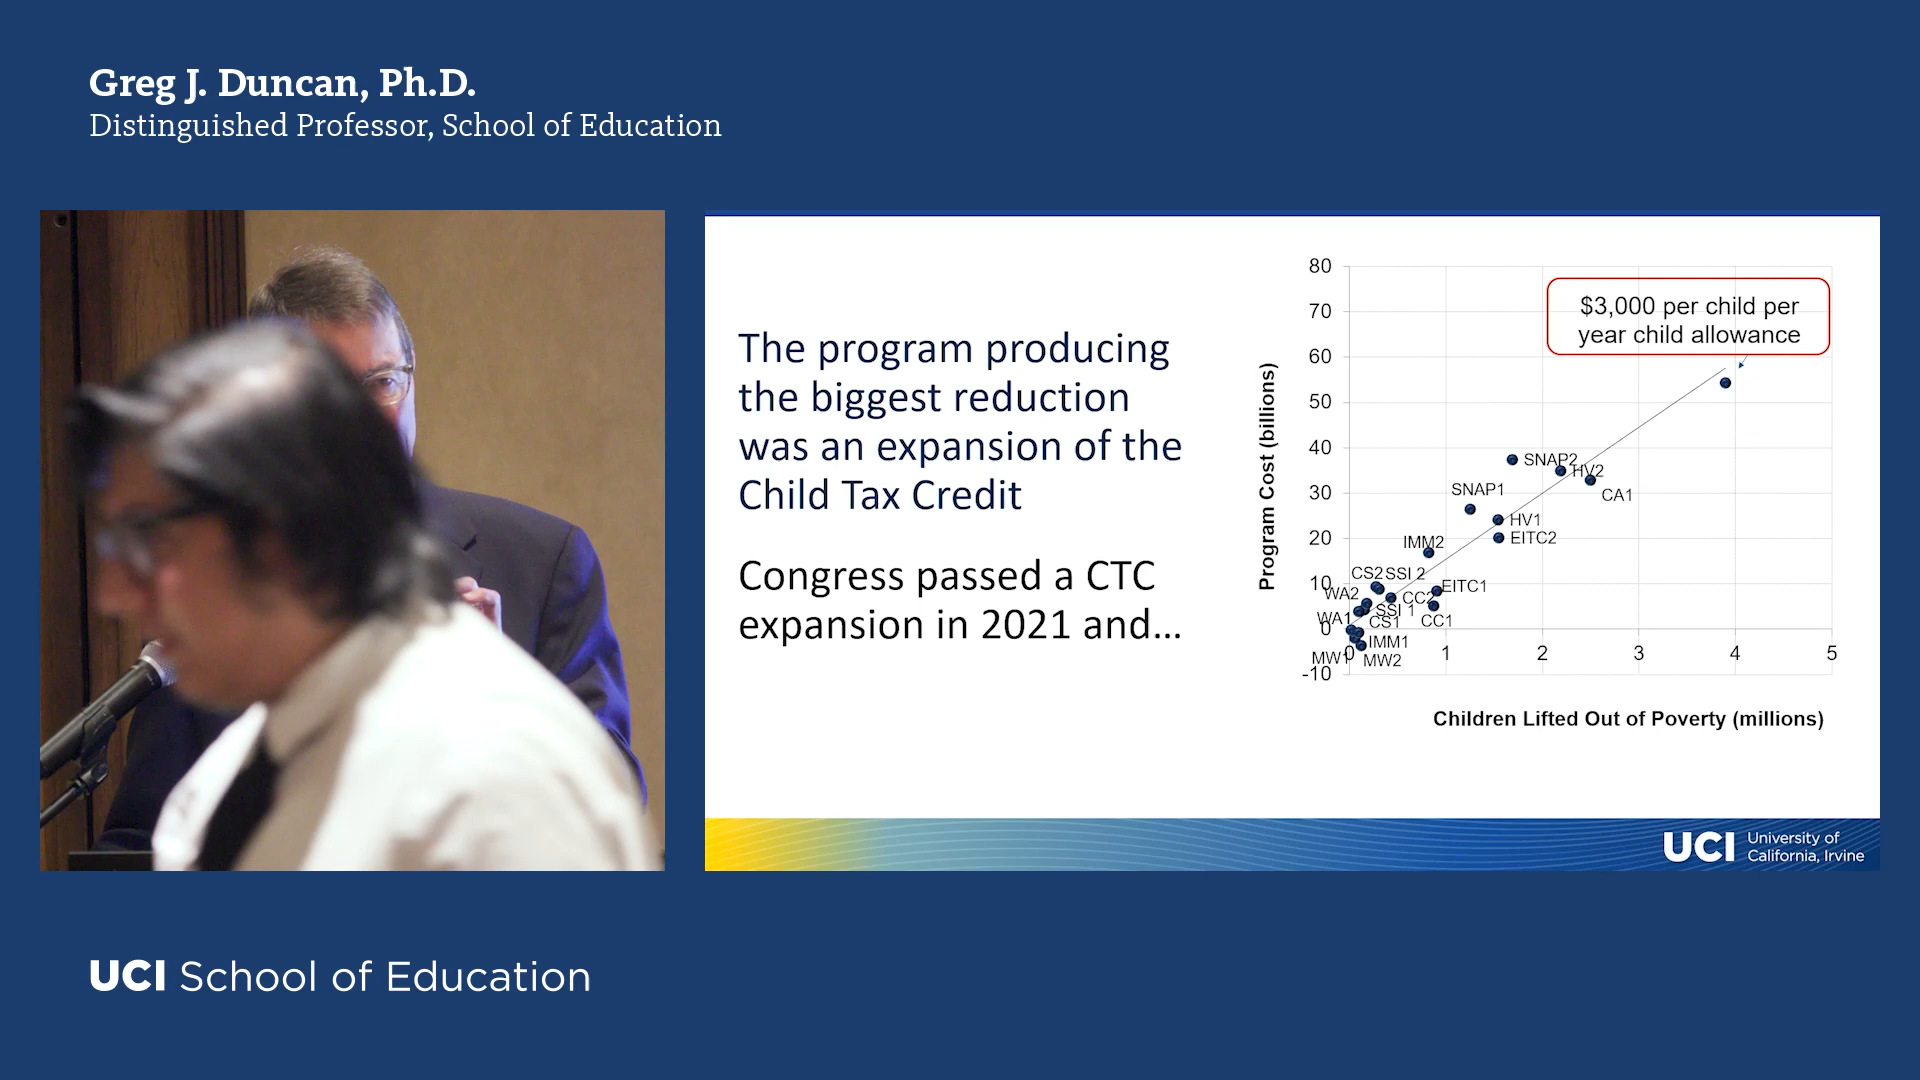 Greg J. Duncan, Ph.D.
Distinguished Professor, School of Education
The program producing
the biggest reduction
was an expansion of the
Child Tax Credit
Congress passed a CTC
expansion in 2021 and...
80
70
60
50
40
30
20
10
0
-10
Program Cost (billions)
$3,000 per child per
year child allowance
SNAP2
HV2
CA1
SNAP1
HV1
EITC2
IMM2
CS2
SSI 2
EITC1
WA2
CC2
SSI 1
WA1
CS1
CC1
IMM1
MW1
MW2
0
1
2
3
4
5
Children Lifted Out of Poverty (millions)
UCI University of
California, Irvine
UCI School of Education